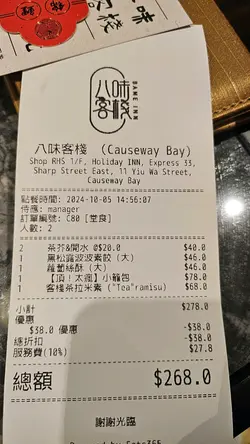 八味
客棧
BAME INN
八味客棧 (Causeway Bay)
Shop RHS 1/F, Holiday INN, Express 33,
Sharp Street East, 11 Yiu Wa Street,
Causeway Bay
點餐時間: 2024-10-05 14:56:07
侍應: manager
訂單編號: C80 [堂食]
人數: 2
2 茶芥&開水 @$20.0 $40.0
1 黑松露波波素餃 (大) $46.0
1 蘿蔔絲酥 (大) $46.0
1 【頂!太瘋】小籠包 $78.0
1 客棧茶拉米素 ("Tea"ramisu) $68.0
小計 $278.0
優惠
$38.0 優惠 -$38.0
總折扣 -$38.0
服務費(10%) $27.8
總額 $268.0
謝謝光臨